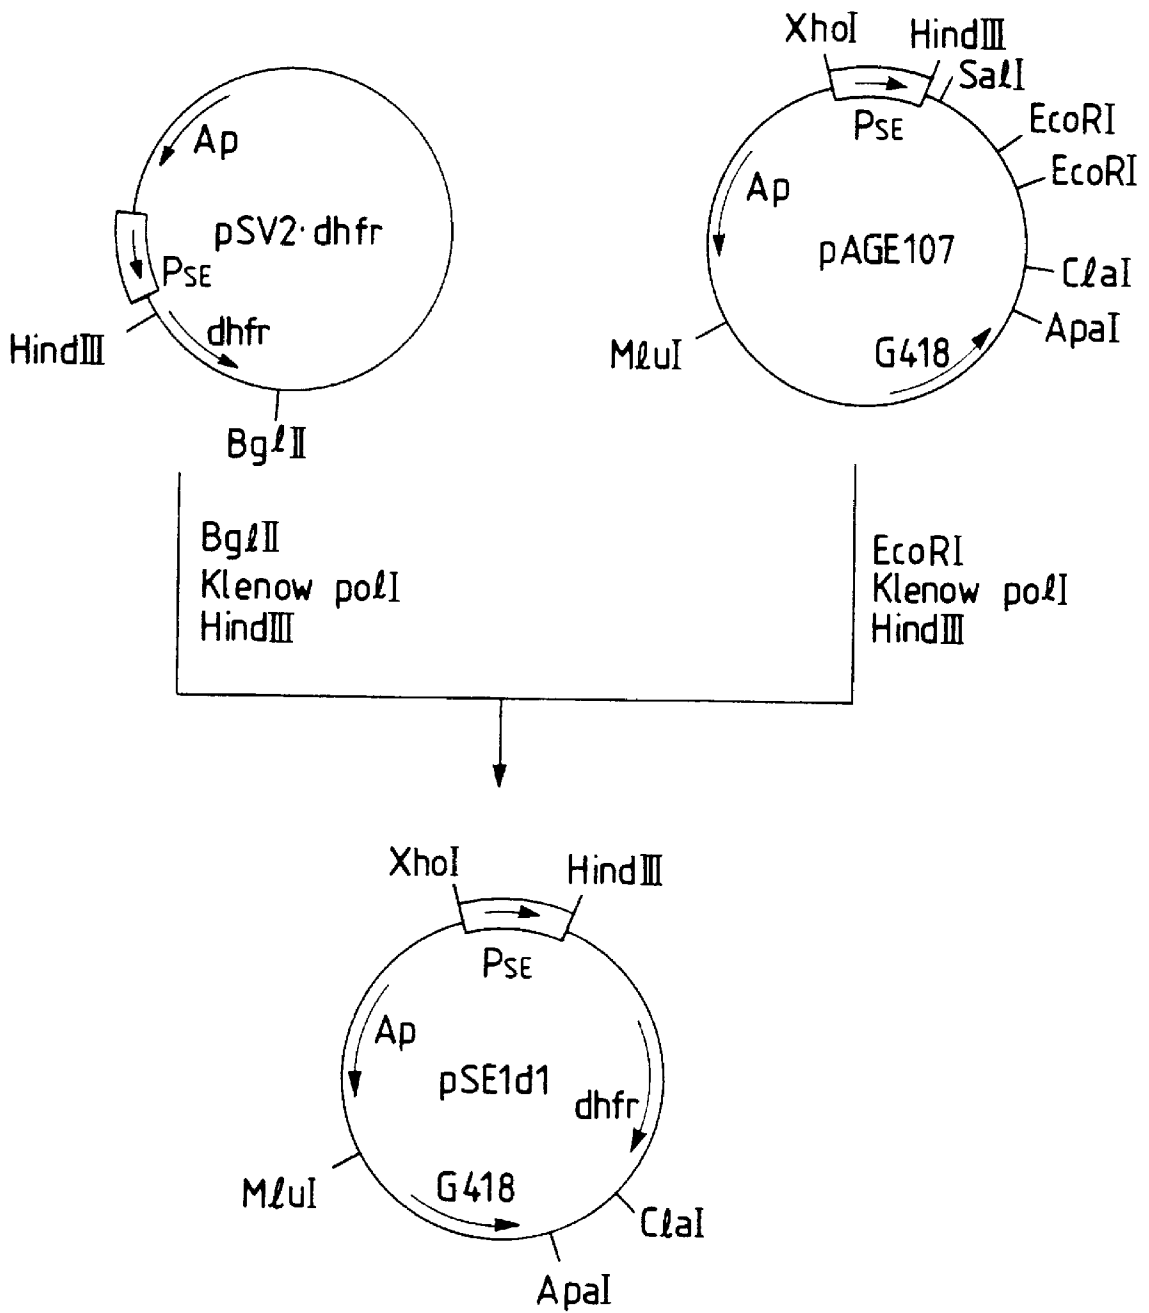 Ap
pSV2·dhfr
PSE
HindIII
dhfr
BglII
XhoI
HindIII
SalI
PSE
EcoRI
EcoRI
Ap
pAGE107
ClaI
ApaI
G418
MluI
BglII
Klenow polI
HindIII
EcoRI
Klenow polI
HindIII
XhoI
HindIII
PSE
Ap
pSE1d1
dhfr
G418
MluI
ClaI
ApaI